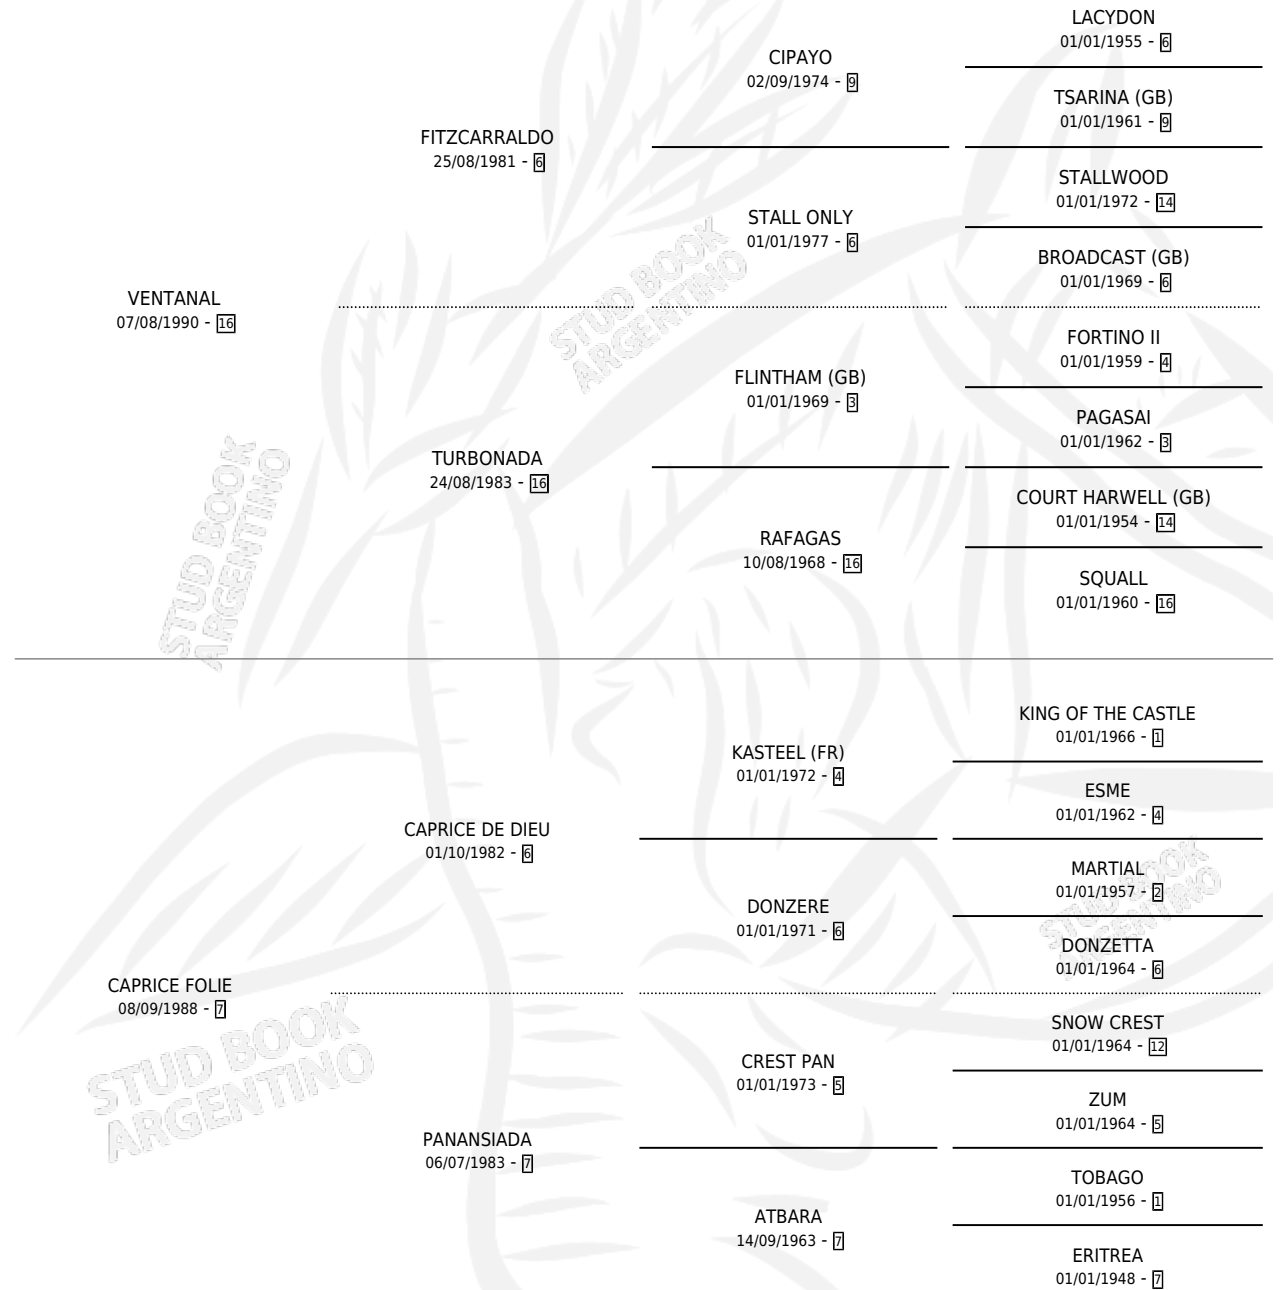 LACYDON
01/01/1955 - 6
CIPAYO
02/09/1974 - 9
TSARINA (GB)
01/01/1961 - 9
FITZCARRALDO
25/08/1981 - 6
STALLWOOD
01/01/1972 - 14
STALL ONLY
01/01/1977 - 6
BROADCAST (GB)
01/01/1969 - 6
VENTANAL
07/08/1990 - 16
FORTINO II
01/01/1959 - 4
FLINTHAM (GB)
01/01/1969 - 3
PAGASAI
01/01/1962 - 3
TURBONADA
24/08/1983 - 16
COURT HARWELL (GB)
01/01/1954 - 14
RAFAGAS
10/08/1968 - 16
SQUALL
01/01/1960 - 16
KING OF THE CASTLE
01/01/1966 - 1
KASTEEL (FR)
01/01/1972 - 4
ESME
01/01/1962 - 4
CAPRICE DE DIEU
01/10/1982 - 6
MARTIAL
01/01/1957 - 2
DONZERE
01/01/1971 - 6
DONZETTA
01/01/1964 - 6
CAPRICE FOLIE
08/09/1988 - 7
SNOW CREST
01/01/1964 - 12
CREST PAN
01/01/1973 - 5
ZUM
01/01/1964 - 5
PANANSIADA
06/07/1983 - 7
TOBAGO
01/01/1956 - 1
ATBARA
14/09/1963 - 7
ERITREA
01/01/1948 - 7
STUD BOOK
ARGENTINO
STUD BOOK
ARGENTINO
STUD BOOK
ARGENTINO
STUD BOOK
ARGENTINO